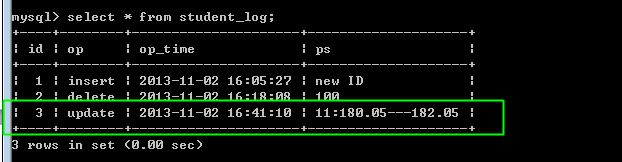 mysql> select * from student_log;
+----+--------+---------------------+-----------------------+
¦ id ¦ op ¦ op_time ¦ ps ¦
+----+--------+---------------------+-----------------------+
¦ 1 ¦ insert ¦ 2013-11-02 16:05:27 ¦ new ID ¦
¦ 2 ¦ delete ¦ 2013-11-02 16:18:08 ¦ 100 ¦
¦ 3 ¦ update ¦ 2013-11-02 16:41:10 ¦ 11:180.05---182.05 ¦
+----+--------+---------------------+-----------------------+
3 rows in set (0.00 sec)